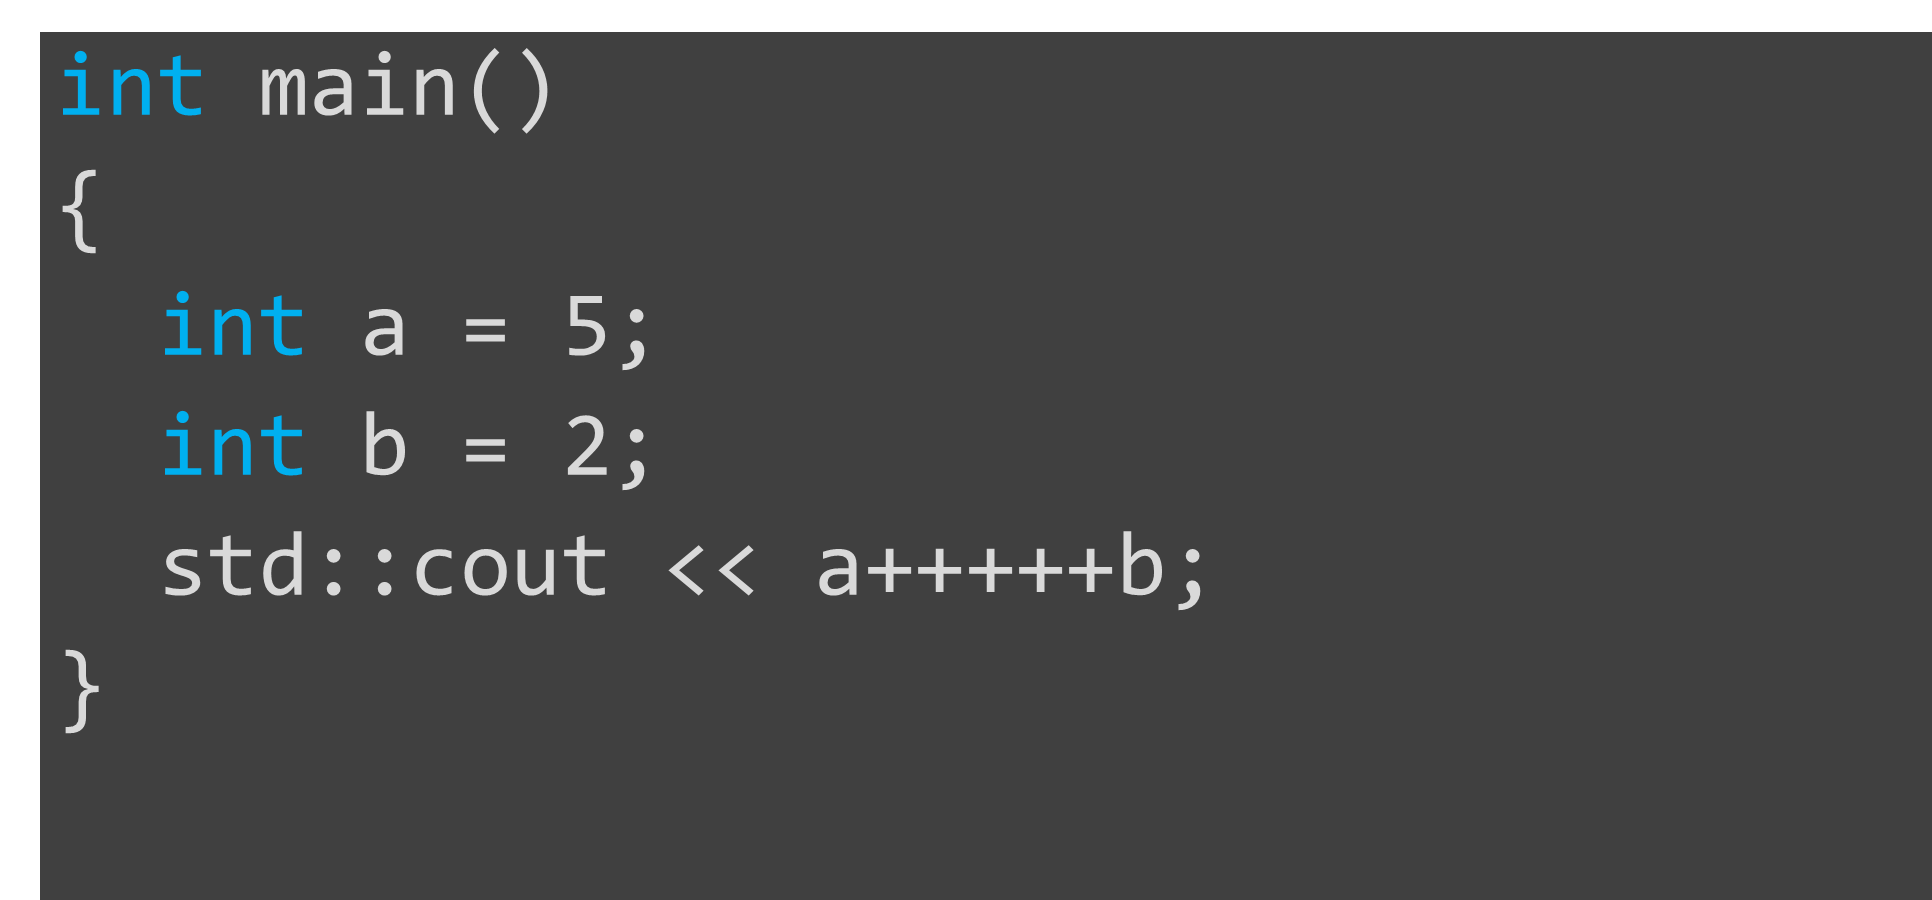 int main()
{
  int a = 5;
  int b = 2;
  std::cout << a+++++b;
}